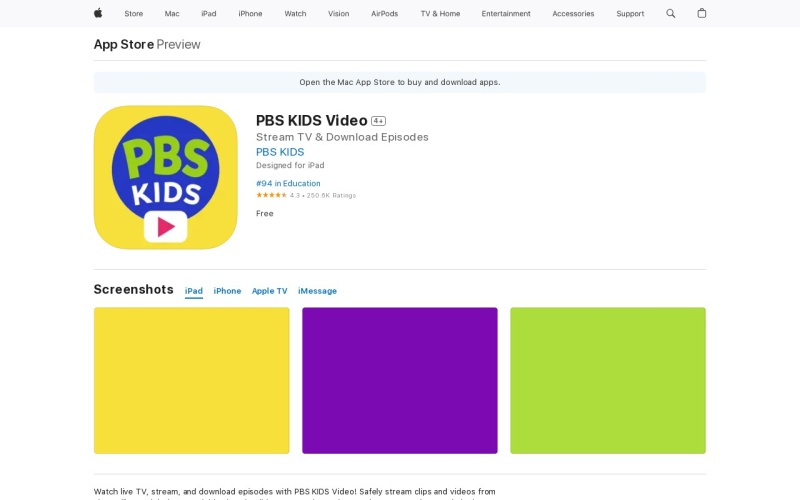 Store Mac iPad iPhone Watch Vision AirPods TV & Home Entertainment Accessories Support
App Store Preview
Open the Mac App Store to buy and download apps.
PBS KIDS
PBS KIDS Video 4+
Stream TV & Download Episodes
PBS KIDS
Designed for iPad
#94 in Education
4.3 • 250.8K Ratings
Free
Screenshots iPad iPhone Apple TV iMessage
Watch live TV, stream, and download episodes with PBS KIDS Video! Safely stream clips and videos from